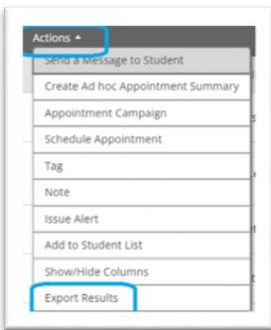 Actions
Send a Message to Student
Create Ad hoc Appointment Summary
Appointment Campaign
Schedule Appointment
Tag
Note
Issue Alert
Add to Student List
Show/Hide Columns
Export Results